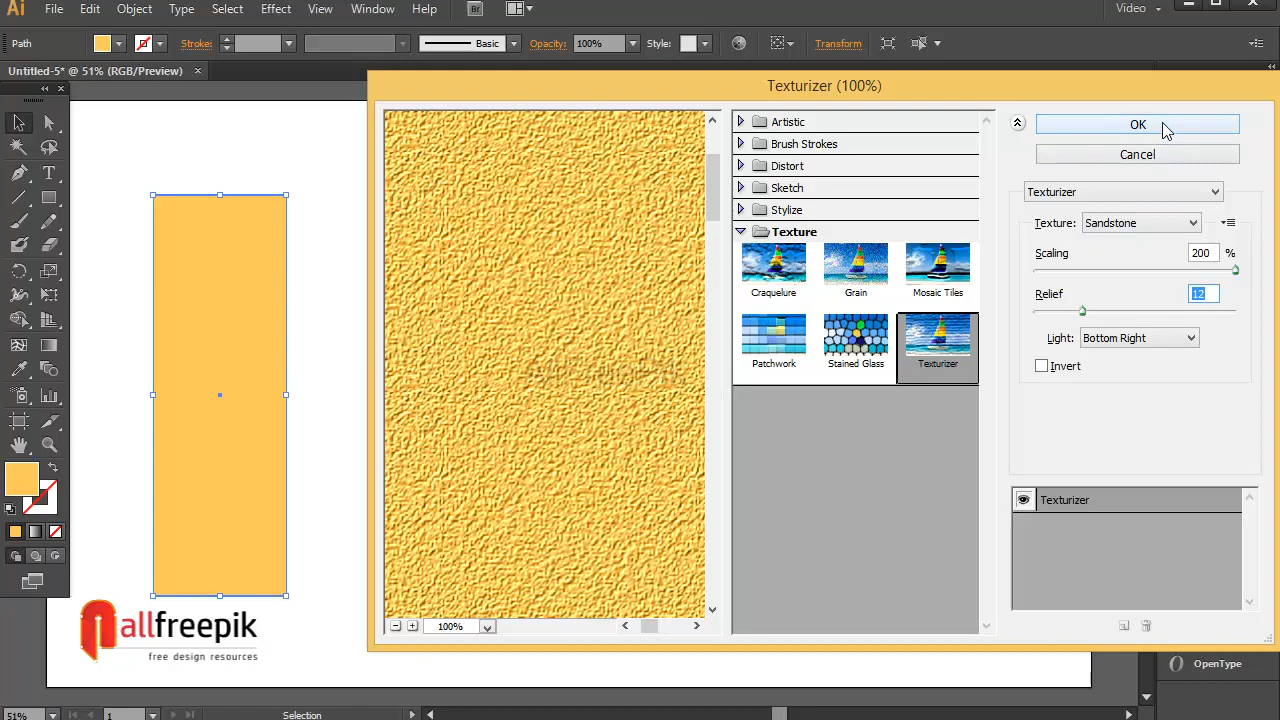 Ai File Edit Object Type Select Effect View Window Help Br Video
Path Stroke: Basic Opacity: 100% Style: Transform
Untitled-5* @ 51% (RGB/Preview)
Texturizer (100%)
Artistic
Brush Strokes
Distort
Sketch
Stylize
Texture
Craquelure Grain Mosaic Tiles
Patchwork Stained Glass Texturizer
OK
Cancel
Texturizer
Texture: Sandstone
Scaling 200 %
Relief 12
Light: Bottom Right
Invert
Texturizer
100%
allfreepik
free design resources
OpenType
51% 1 Selection